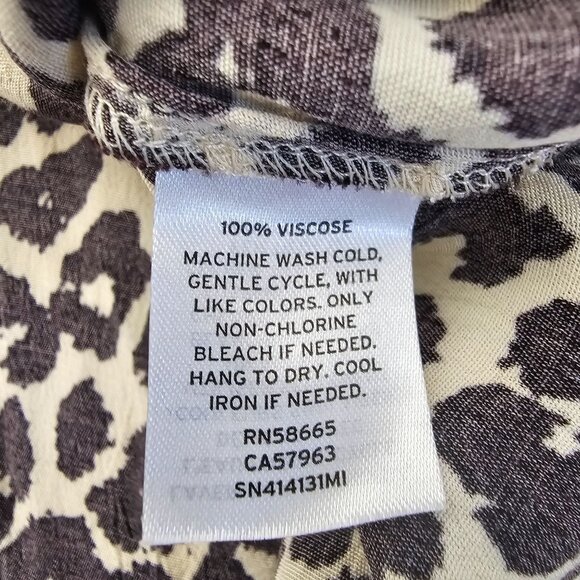 100% VISCOSE
MACHINE WASH COLD,
GENTLE CYCLE, WITH
LIKE COLORS. ONLY
NON-CHLORINE
BLEACH IF NEEDED.
HANG TO DRY. COOL
IRON IF NEEDED.
RN58665
CA57963
SN414131MI